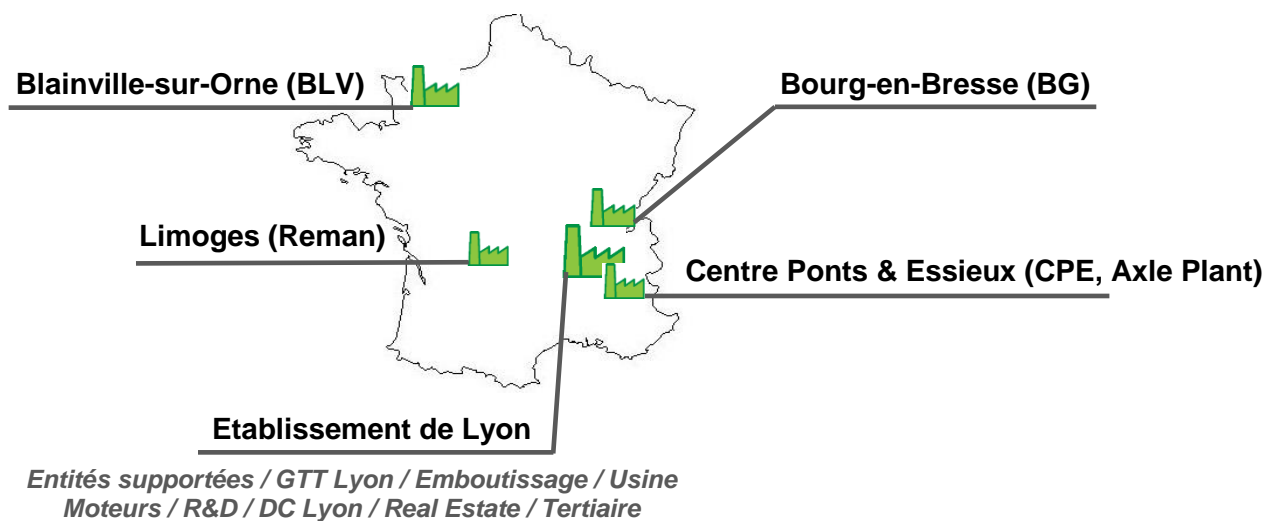 Blainville-sur-Orne (BLV)
Bourg-en-Bresse (BG)
Limoges (Reman)
Centre Ponts & Essieux (CPE, Axle Plant)
Etablissement de Lyon
Entités supportées / GTT Lyon / Emboutissage / Usine
Moteurs / R&D / DC Lyon / Real Estate / Tertiaire